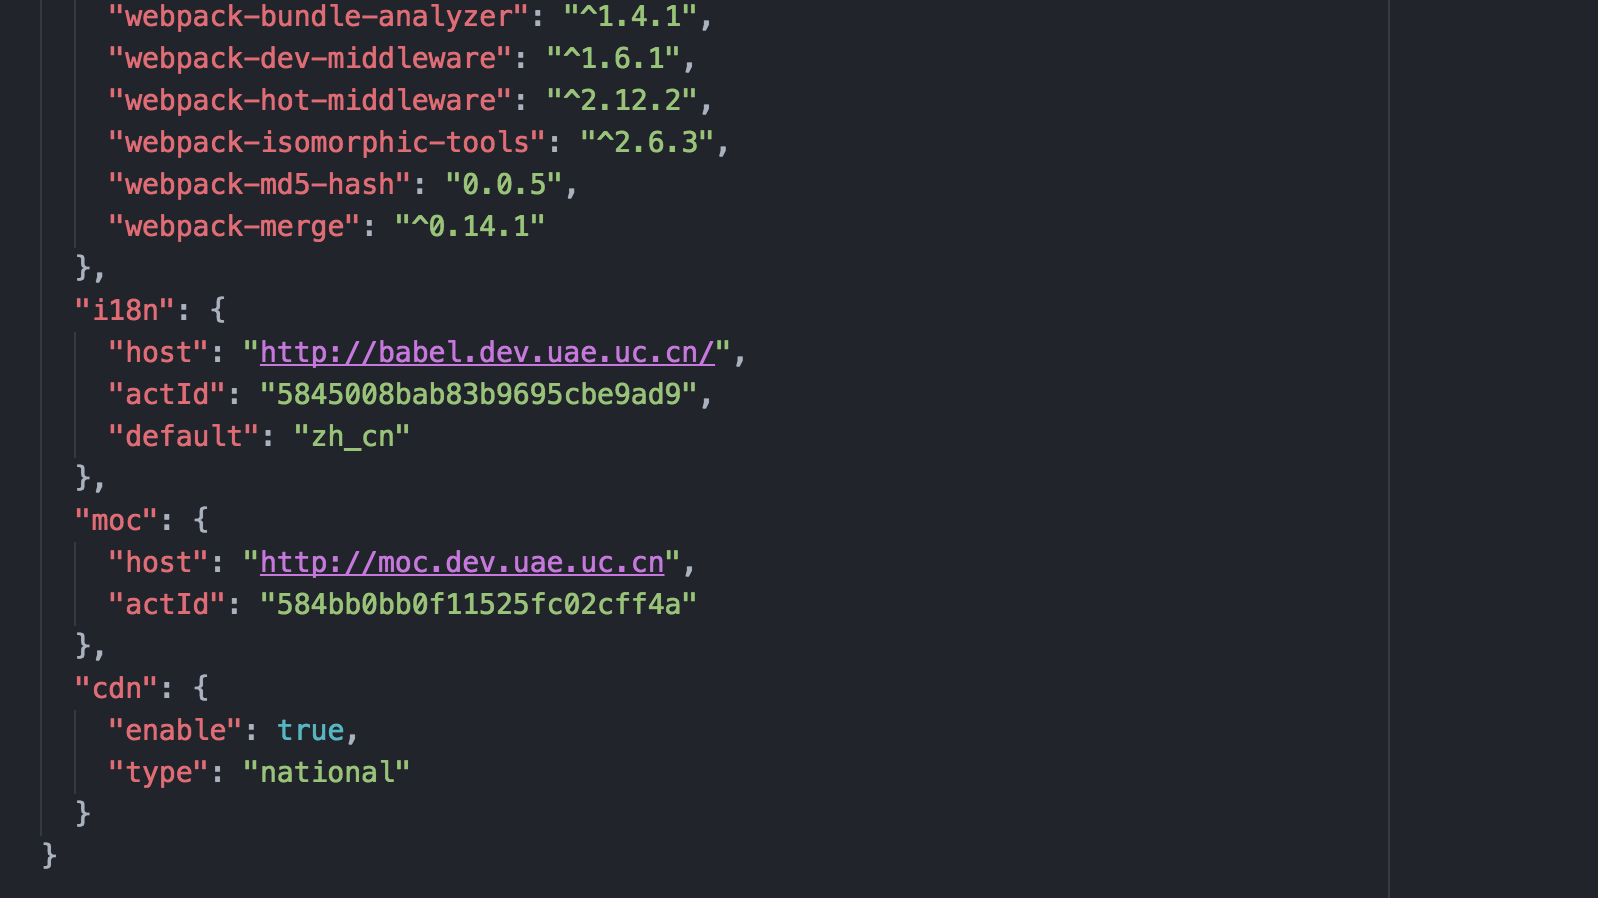 "webpack-bundle-analyzer": "^1.4.1",
"webpack-dev-middleware": "^1.6.1",
"webpack-hot-middleware": "^2.12.2",
"webpack-isomorphic-tools": "^2.6.3",
"webpack-md5-hash": "0.0.5",
"webpack-merge": "^0.14.1"
},
"i18n": {
"host": "http://babel.dev.uae.uc.cn/",
"actId": "5845008bab83b9695cbe9ad9",
"default": "zh_cn"
},
"moc": {
"host": "http://moc.dev.uae.uc.cn",
"actId": "584bb0bb0f11525fc02cff4a"
},
"cdn": {
"enable": true,
"type": "national"
}
}